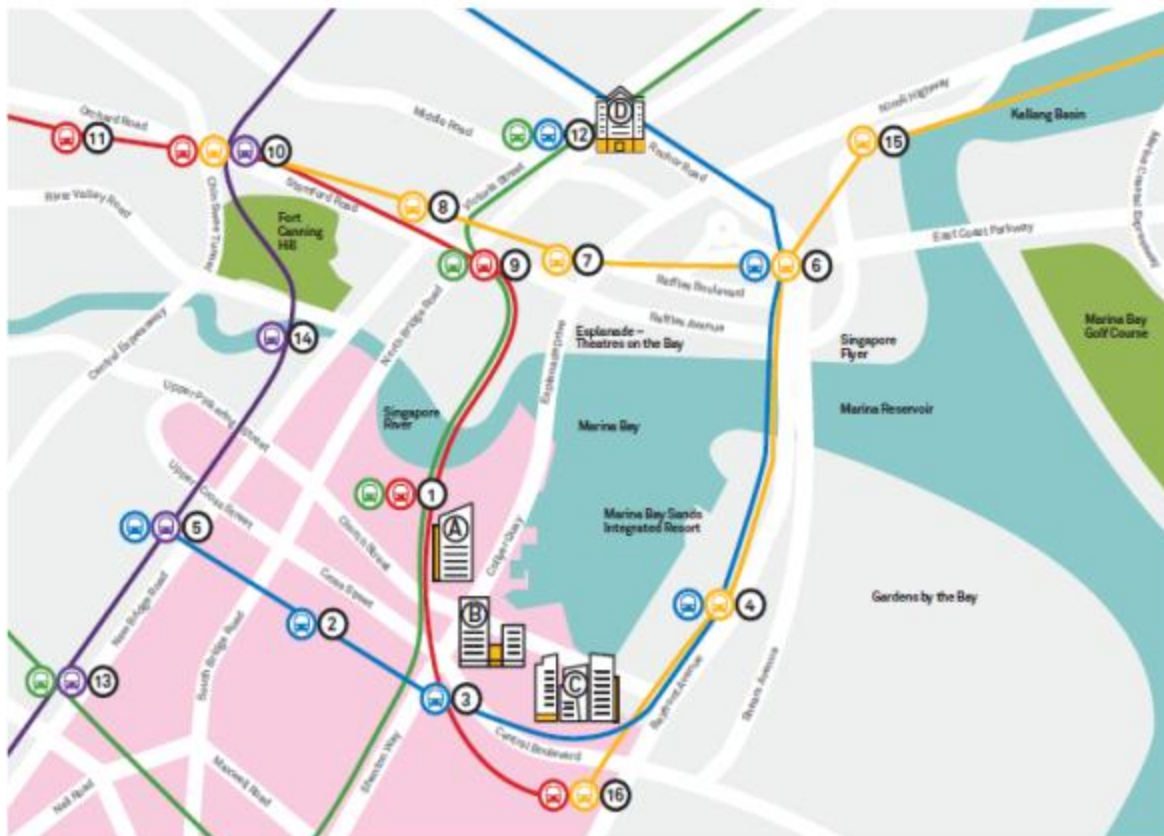 Orchard Road
11
10
Middle Road
12
D
Rochor Road
Nicoll Highway
15
Kallang Basin
River Valley Road
Fort
Canning
Hill
Stamford Road
8
Victoria Street
9
7
6
East Coast Parkway
Raffles Boulevard
Raffles Avenue
Central Expressway
14
North Bridge Road
Esplanade –
Theatres on the Bay
Esplanade Drive
Singapore
Flyer
Marina Bay
Golf Course
Singapore
River
Marina Bay
Marina Reservoir
Upper Cross Street
1
A
Marina Bay Sands
Integrated Resort
5
Church Street
Collyer Quay
Cross Street
2
B
4
Gardens by the Bay
New Bridge Road
South Bridge Road
13
3
C
Bayfront Avenue
Sheares Avenue
Central Boulevard
Shenton Way
Maxwell Road
Neil Road
16